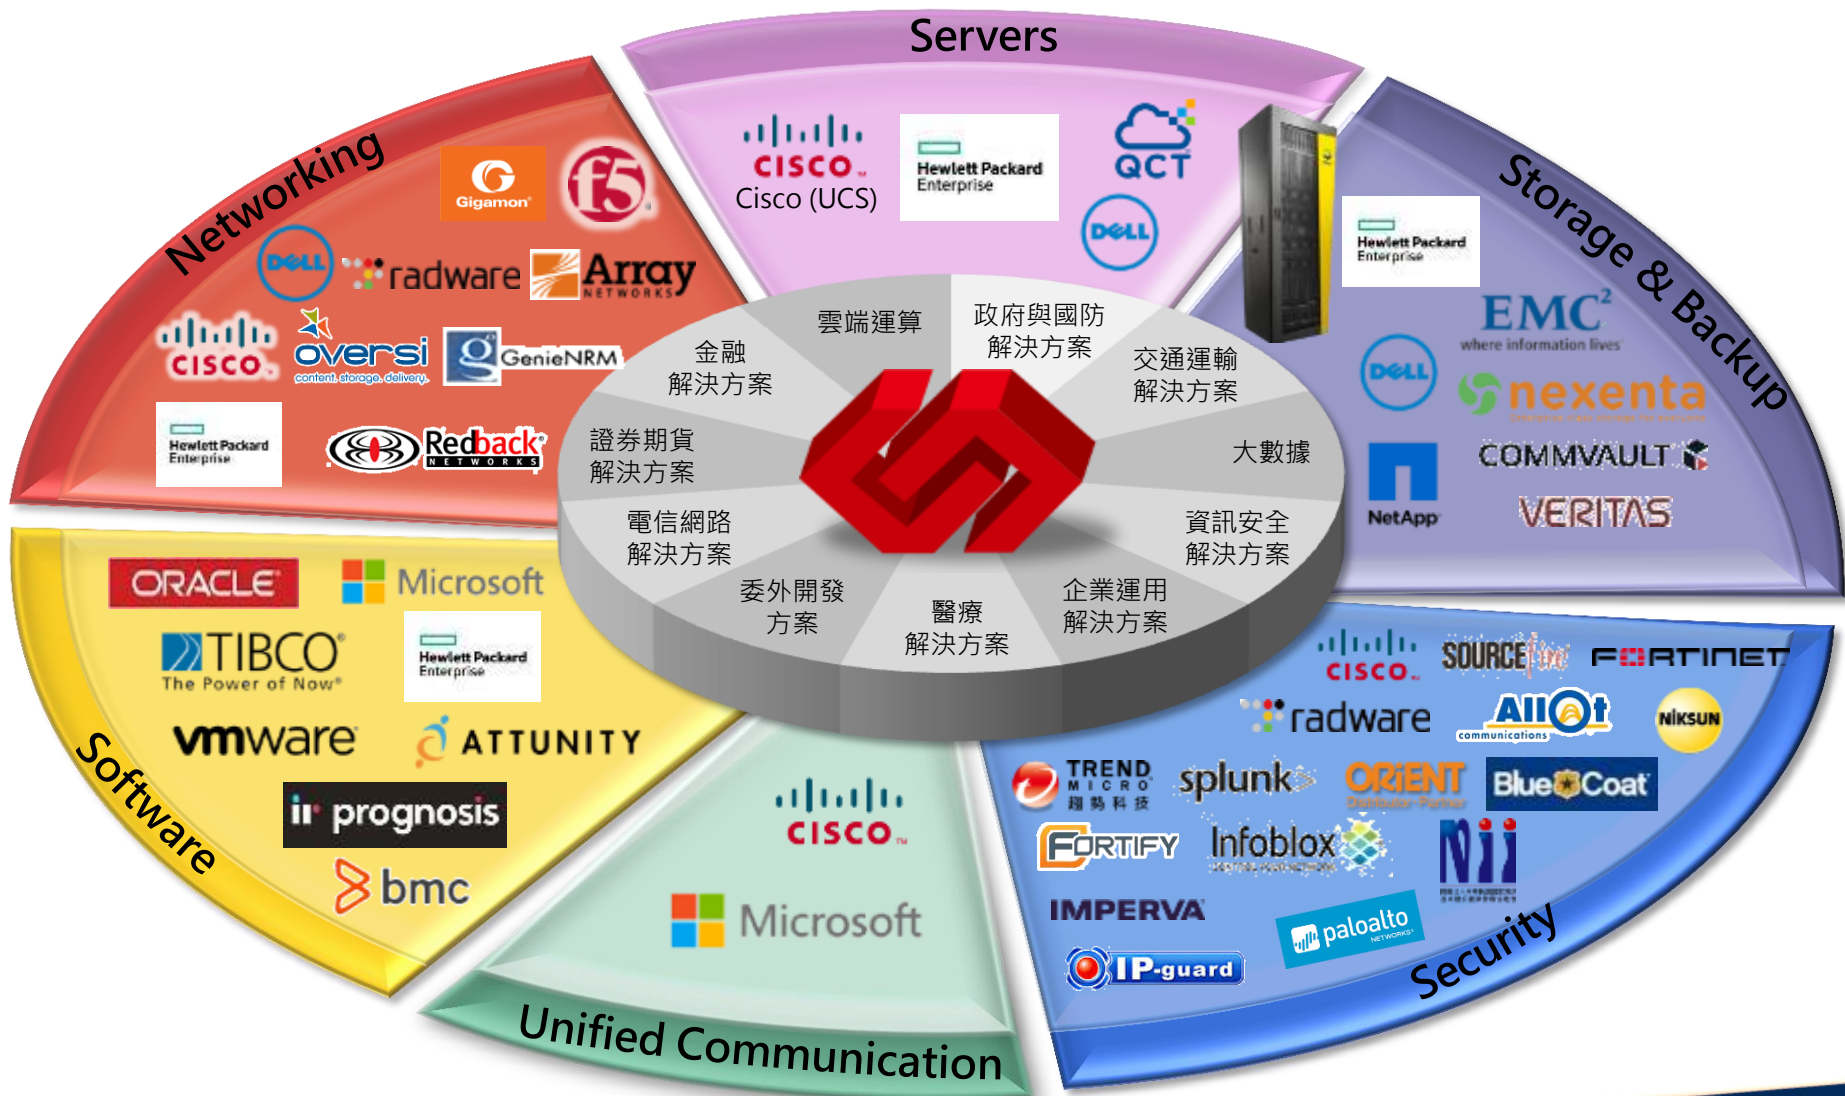 Servers
CISCO
Cisco (UCS)
Hewlett Packard
Enterprise
QCT
DELL
Networking
Gigamon®
f5
DELL
radware
Array
NETWORKS
CISCO
oversi
content. storage. delivery.
g
GenieNRM
Hewlett Packard
Enterprise
Redback®
NETWORKS
Storage & Backup
Hewlett Packard
Enterprise
EMC²
where information lives
DELL
nexenta
COMMVAULT
NetApp
VERITAS
雲端運算
政府與國防
解決方案
交通運輸
解決方案
大數據
資訊安全
解決方案
企業運用
解決方案
醫療
解決方案
委外開發
方案
電信網路
解決方案
證券期貨
解決方案
金融
解決方案
Software
ORACLE
Microsoft
TIBCO®
The Power of Now®
Hewlett Packard
Enterprise
vmware
ATTUNITY
ir prognosis
bmc
Unified Communication
CISCO™
Microsoft
Security
CISCO
SOURCEfire
FORTINET
radware
Allot
communications
NIKSUN
TREND
MICRO
趨勢科技
splunk>
ORiENT
Distributor-Partner
Blue Coat
FORTIFY
Infoblox
Nii
IMPERVA
paloalto
NETWORKS
IP-guard